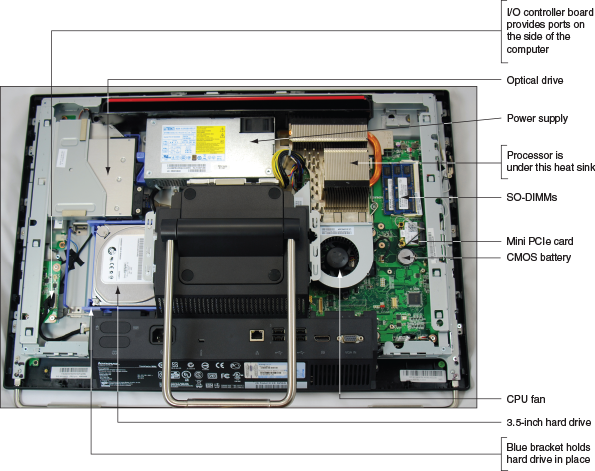 I/O controller board
provides ports on
the side of the
computer
Optical drive
Power supply
Processor is
under this heat sink
SO-DIMMs
Mini PCIe card
CMOS battery
CPU fan
3.5-inch hard drive
Blue bracket holds
hard drive in place